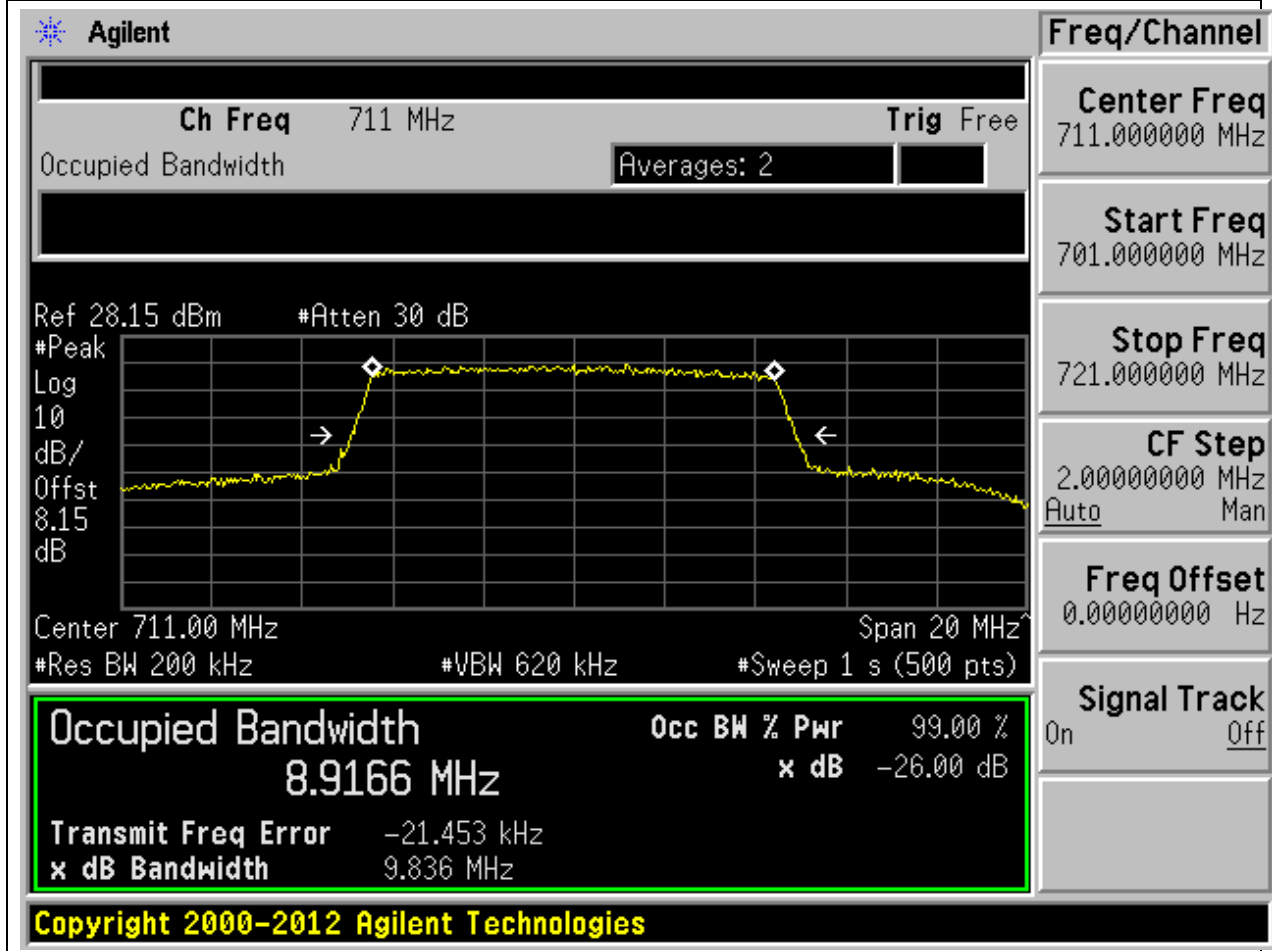 Agilent
Freq/Channel
Ch Freq 711 MHz Trig Free
Occupied Bandwidth Averages: 2
Center Freq
711.000000 MHz
Start Freq
701.000000 MHz
Stop Freq
721.000000 MHz
CF Step
2.00000000 MHz
Auto Man
Freq Offset
0.00000000 Hz
Signal Track
On Off
Ref 28.15 dBm #Atten 30 dB
#Peak
Log
10
dB/
Offst
8.15
dB
Center 711.00 MHz Span 20 MHz^
#Res BW 200 kHz #VBW 620 kHz #Sweep 1 s (500 pts)
Occupied Bandwidth Occ BW % Pwr 99.00 %
8.9166 MHz x dB -26.00 dB
Transmit Freq Error -21.453 kHz
x dB Bandwidth 9.836 MHz
Copyright 2000-2012 Agilent Technologies